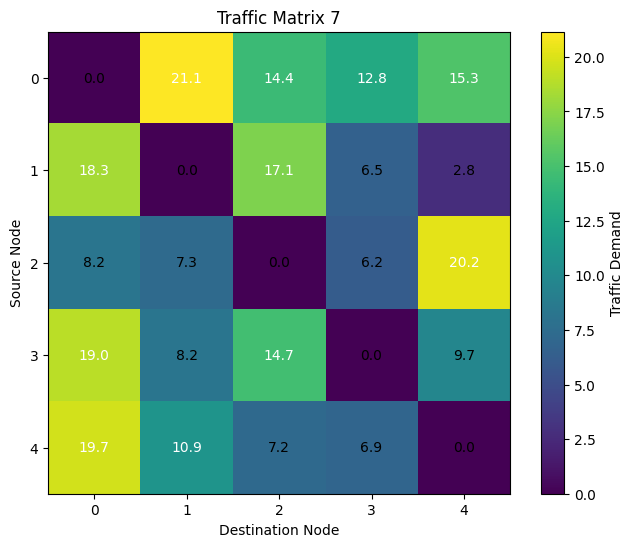 Traffic Matrix 7
0 0.0 21.1 14.4 12.8 15.3
1 18.3 0.0 17.1 6.5 2.8
2 8.2 7.3 0.0 6.2 20.2
3 19.0 8.2 14.7 0.0 9.7
4 19.7 10.9 7.2 6.9 0.0
0 1 2 3 4
Source Node
Destination Node
20.0
17.5
15.0
12.5
10.0
7.5
5.0
2.5
0.0
Traffic Demand